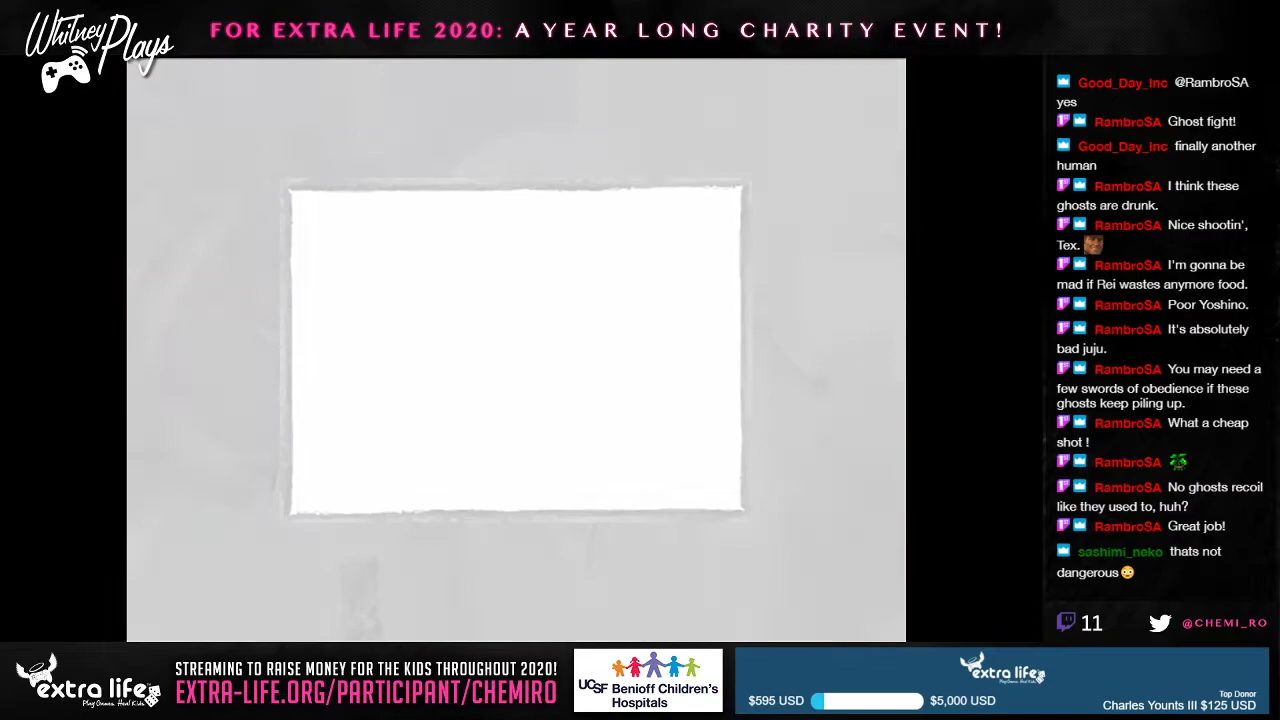 Whitney Plays
FOR EXTRA LIFE 2020: A YEAR LONG CHARITY EVENT!
Good_Day_Inc @RambroSA
yes
RambroSA Ghost fight!
Good_Day_Inc finally another
human
RambroSA I think these
ghosts are drunk.
RambroSA Nice shootin',
Tex.
RambroSA I'm gonna be
mad if Rei wastes anymore food.
RambroSA Poor Yoshino.
RambroSA It's absolutely
bad juju.
RambroSA You may need a
few swords of obedience if these
ghosts keep piling up.
RambroSA What a cheap
shot !
RambroSA
RambroSA No ghosts recoil
like they used to, huh?
RambroSA Great job!
sashimi_neko thats not
dangerous
11 @CHEMI_RO
extra life
Play Games. Heal Kids.
STREAMING TO RAISE MONEY FOR THE KIDS THROUGHOUT 2020!
EXTRA-LIFE.ORG/PARTICIPANT/CHEMIRO
UCSF Benioff Children's
Hospitals
extra life
Play Games. Heal Kids.
$595 USD $5,000 USD
Top Donor
Charles Younts III $125 USD